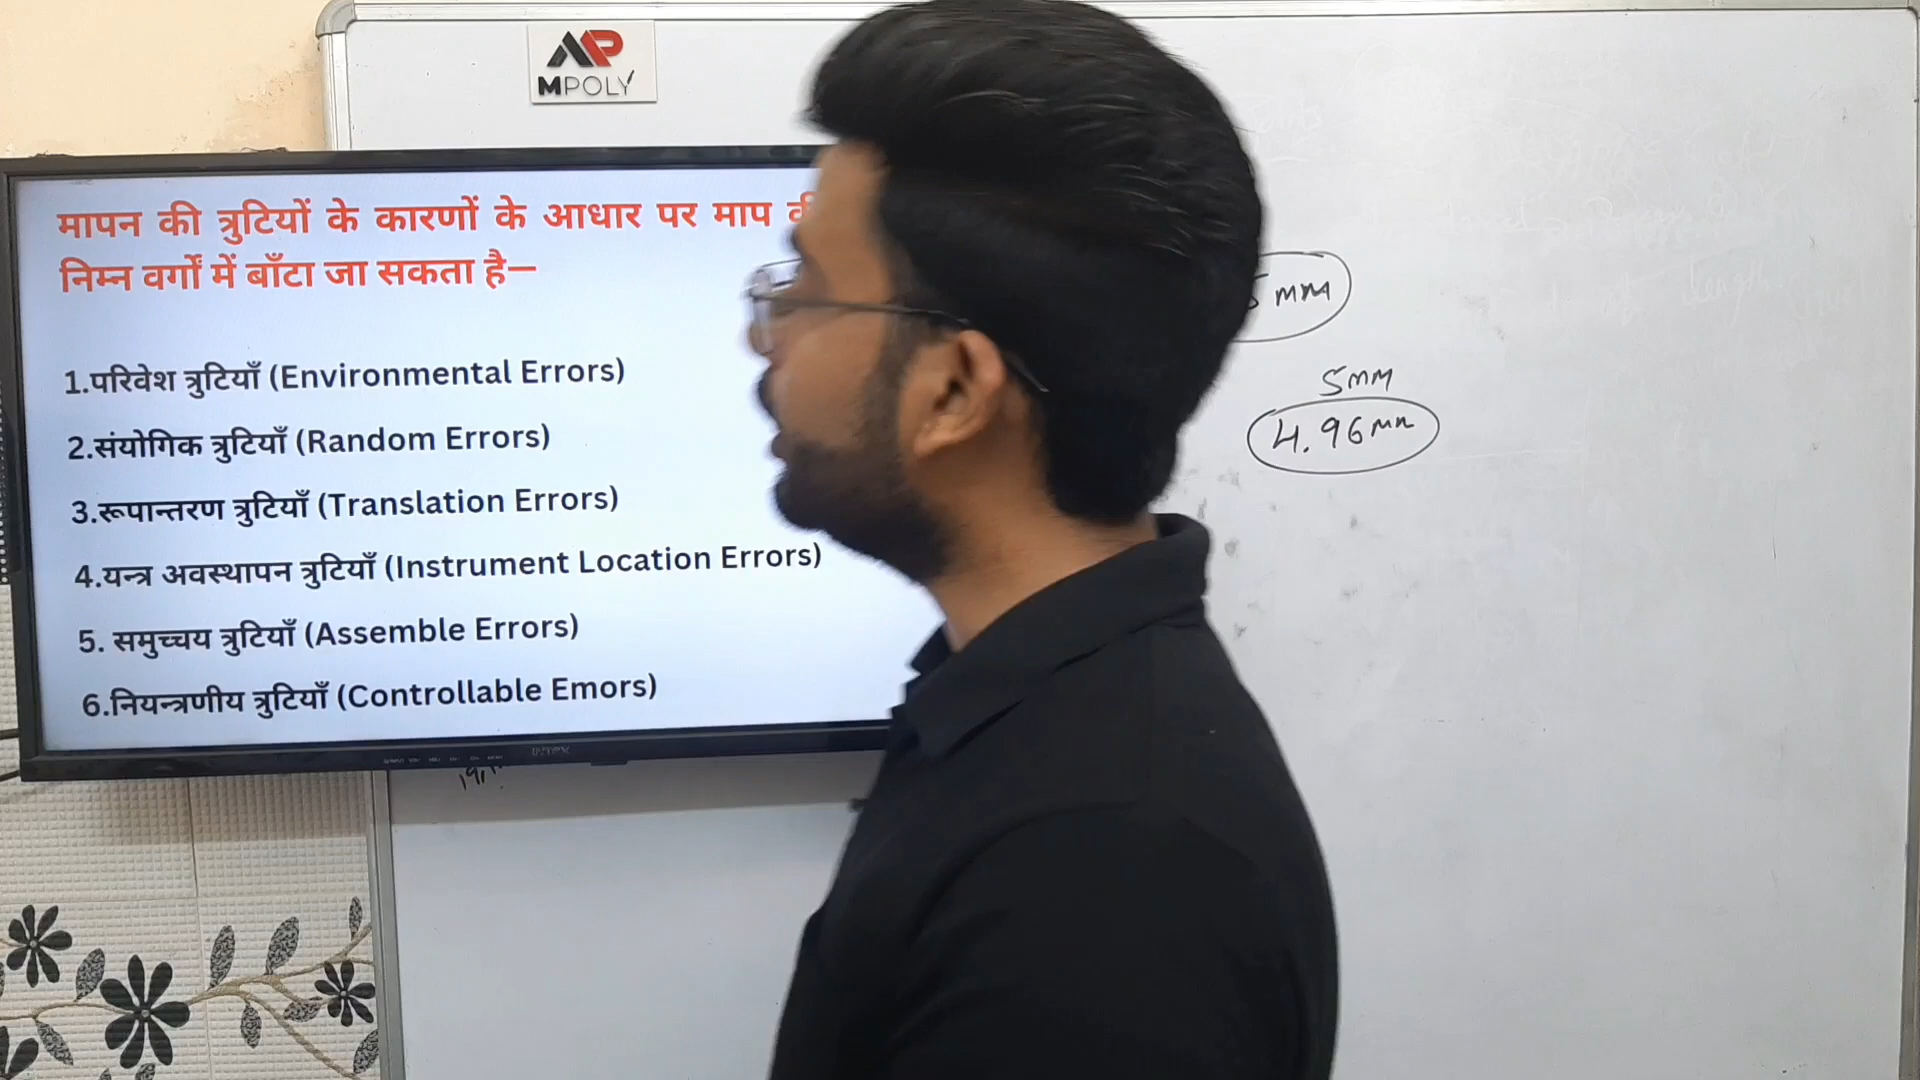 MPOLY
मापन की त्रुटियों के कारणों के आधार पर माप
निम्न वर्गों में बाँटा जा सकता है—
1.परिवेश त्रुटियाँ (Environmental Errors)
2.संयोगिक त्रुटियाँ (Random Errors)
3.रूपान्तरण त्रुटियाँ (Translation Errors)
4.यन्त्र अवस्थापन त्रुटियाँ (Instrument Location Errors)
5. समुच्चय त्रुटियाँ (Assemble Errors)
6.नियन्त्रणीय त्रुटियाँ (Controllable Emors)
INTEX
mm
5mm
4.96mm
length